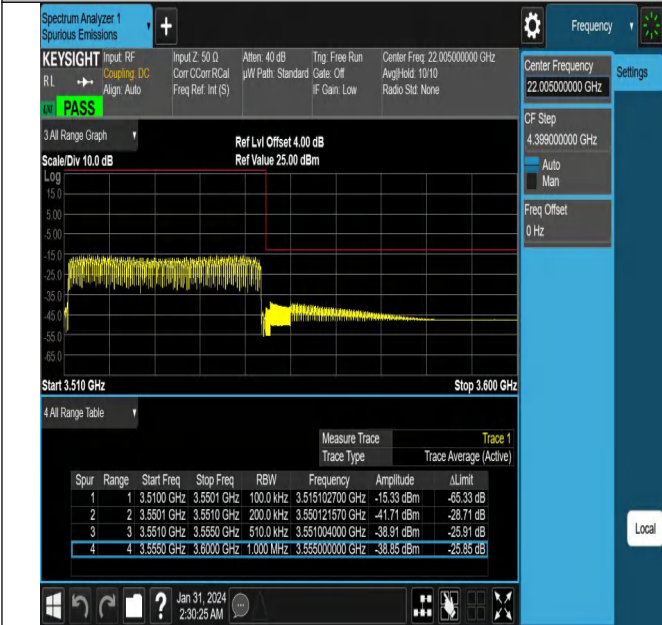 Spectrum Analyzer 1
Spurious Emissions
+
Frequency
KEYSIGHT Input: RF Input Z: 50 Ω Atten: 40 dB Trig: Free Run Center Freq: 22.005000000 GHz
RL Coupling: DC Corr CCorr RCal µW Path: Standard Gate: Off Avg|Hold: 10/10
Align: Auto Freq Ref: Int (S) IF Gain: Low Radio Std: None
PASS
Center Frequency
22.005000000 GHz
Settings
CF Step
4.399000000 GHz
Auto
Man
Freq Offset
0 Hz
Local
3 All Range Graph
Ref Lvl Offset 4.00 dB
Scale/Div 10.0 dB Ref Value 25.00 dBm
Log
15.0
5.00
-5.00
-15.0
-25.0
-35.0
-45.0
-55.0
-65.0
Start 3.510 GHz Stop 3.600 GHz
4 All Range Table
Measure Trace Trace 1
Trace Type Trace Average (Active)
Spur Range Start Freq Stop Freq RBW Frequency Amplitude ΔLimit
1 1 3.5100 GHz 3.5501 GHz 100.0 kHz 3.515102700 GHz -15.33 dBm -65.33 dB
2 2 3.5501 GHz 3.5510 GHz 200.0 kHz 3.550121570 GHz -41.71 dBm -28.71 dB
3 3 3.5510 GHz 3.5550 GHz 510.0 kHz 3.551004000 GHz -38.91 dBm -25.91 dB
4 4 3.5550 GHz 3.6000 GHz 1.000 MHz 3.555000000 GHz -38.85 dBm -25.85 dB
? Jan 31, 2024
2:30:25 AM